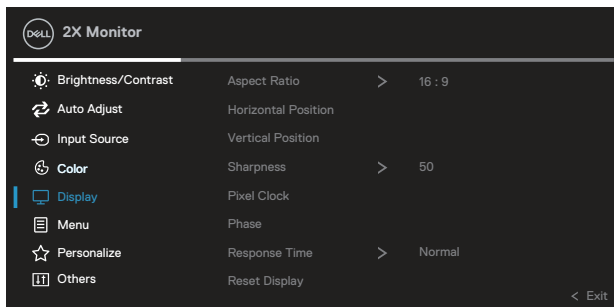 DELL 2X Monitor
Brightness/Contrast Aspect Ratio > 16 : 9
Auto Adjust Horizontal Position
Input Source Vertical Position
Color Sharpness > 50
Display Pixel Clock
Menu Phase
Personalize Response Time > Normal
Others Reset Display
< Exit